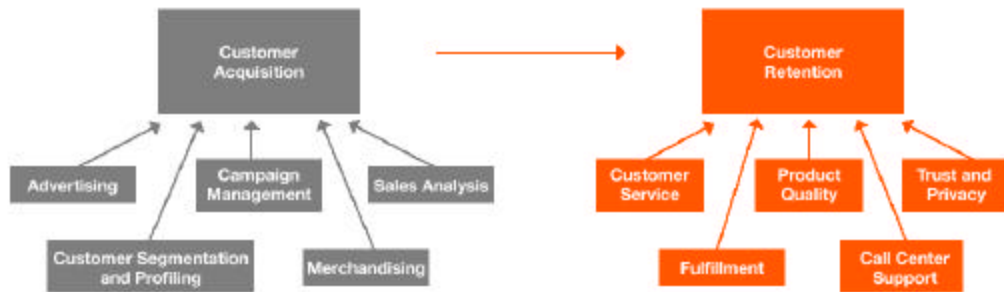 Customer
Acquisition
Customer
Retention
Advertising
Campaign
Management
Sales Analysis
Customer Segmentation
and Profiling
Merchandising
Customer
Service
Product
Quality
Trust and
Privacy
Fulfillment
Call Center
Support